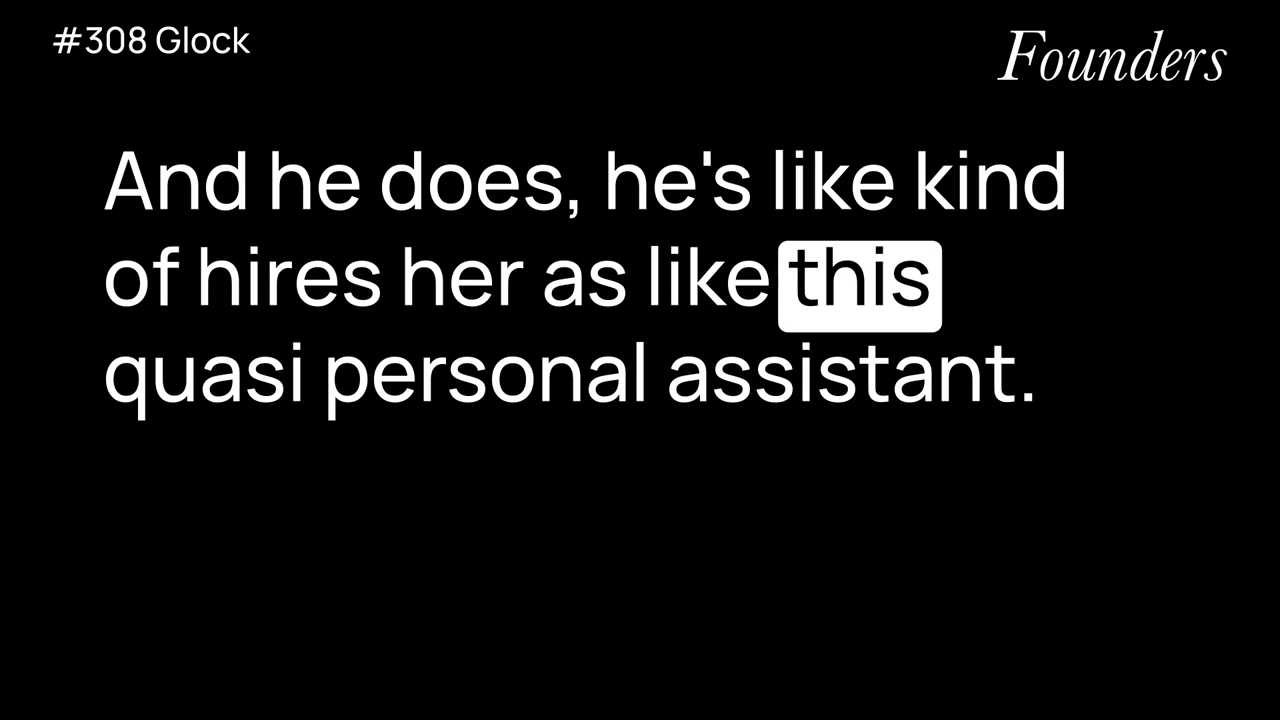 #308 Glock
Founders
And he does, he's like kind
of hires her as like this
quasi personal assistant.